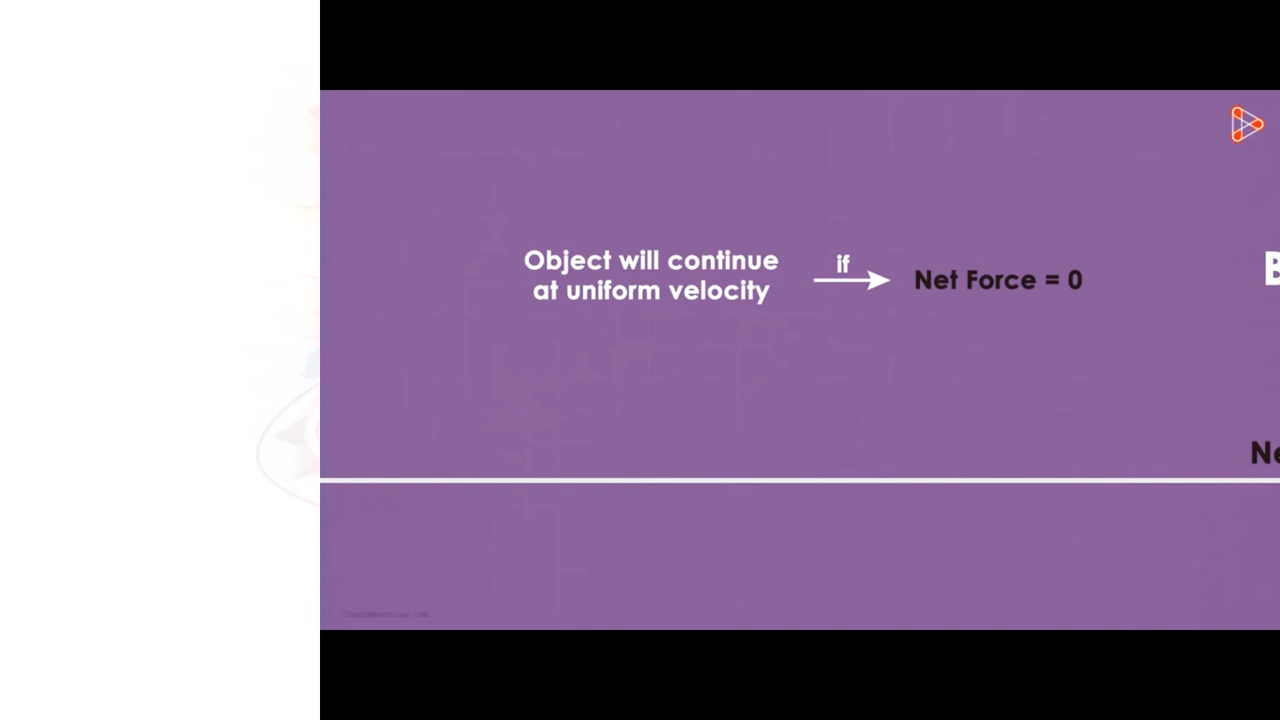 Object will continue
at uniform velocity
if
Net Force = 0